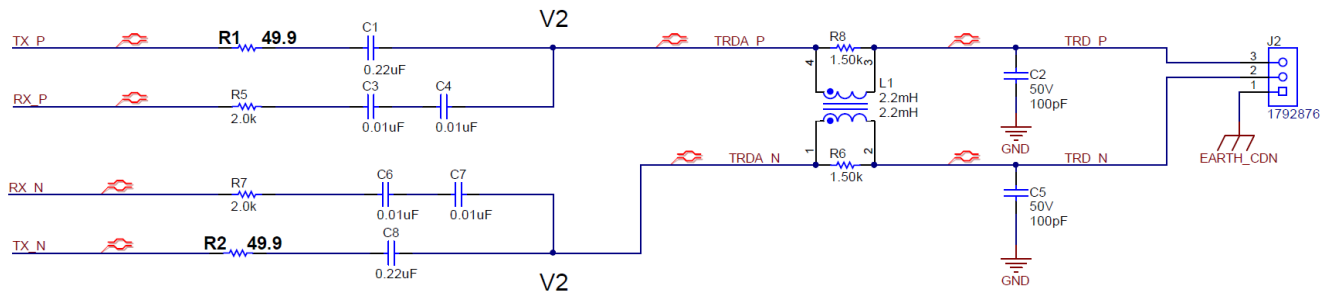 V2
TX_P
R1 49.9
C1
0.22uF
TRDA_P
R8
1.50k
TRD_P
J2
3
2
1
1792876
4
3
L1
2.2mH
2.2mH
C2
50V
100pF
GND
EARTH_CDN
RX_P
R5
2.0k
C3
0.01uF
C4
0.01uF
1
2
TRDA_N
R6
1.50k
TRD_N
RX_N
R7
2.0k
C6
0.01uF
C7
0.01uF
C5
50V
100pF
GND
TX_N
R2 49.9
C8
0.22uF
V2